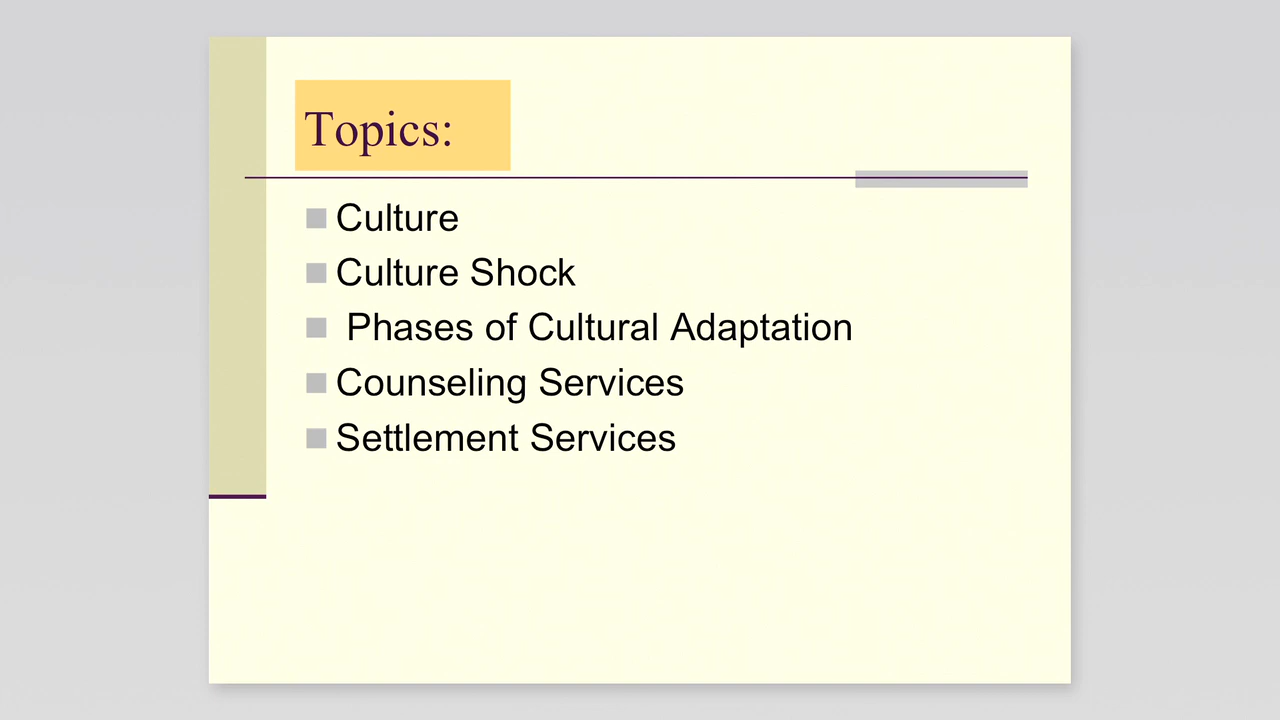 Topics:
Culture
Culture Shock
Phases of Cultural Adaptation
Counseling Services
Settlement Services